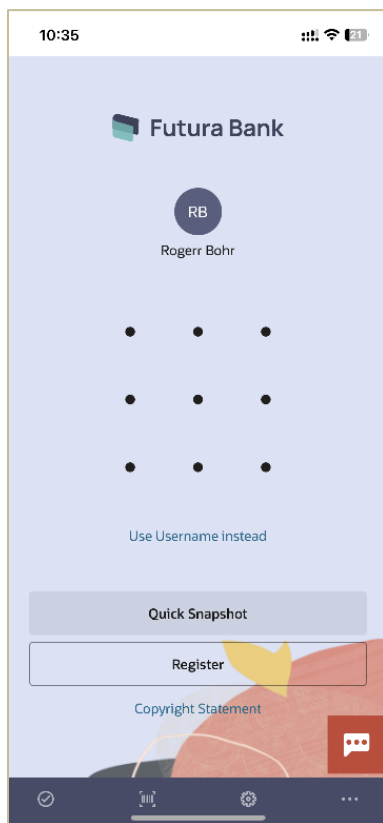 10:35
21
Futura Bank
RB
Rogerr Bohr
Use Username instead
Quick Snapshot
Register
Copyright Statement